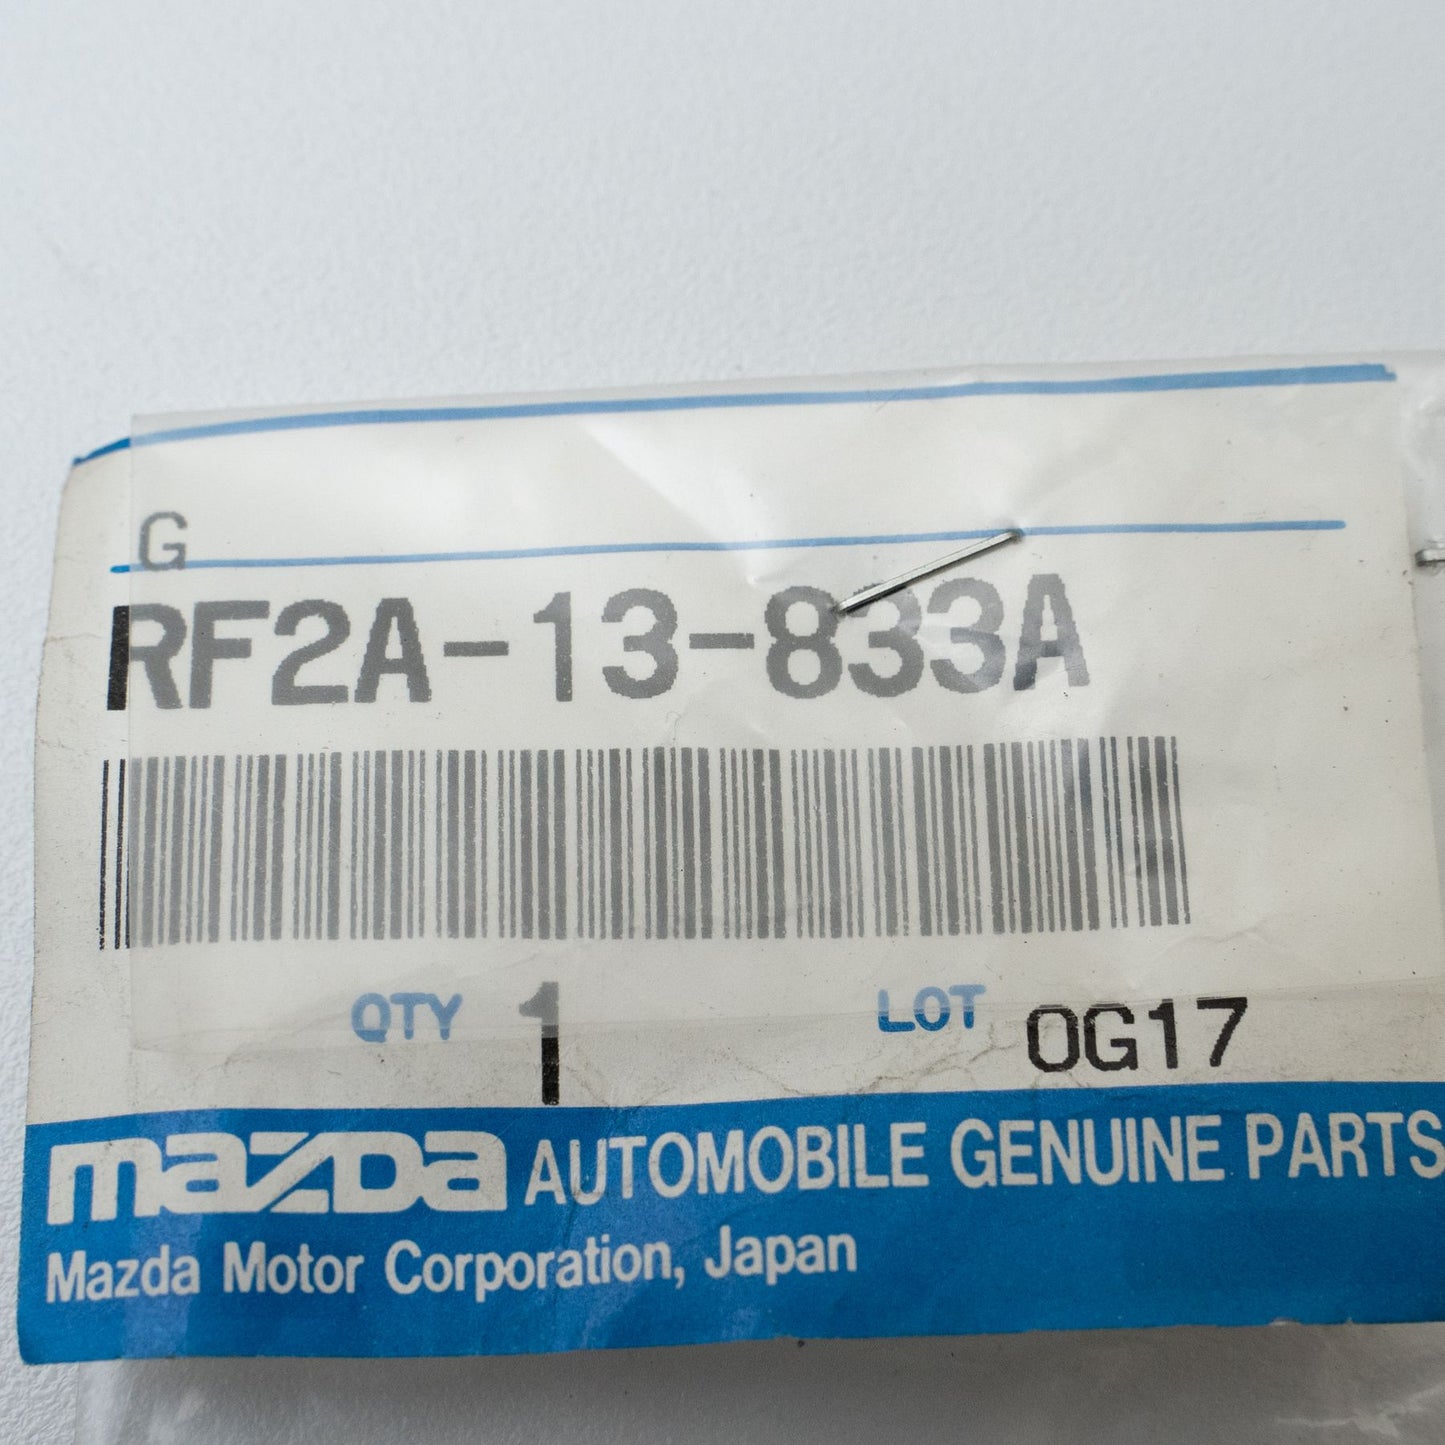 G
RF2A-13-833A
QTY 1 LOT 0G17
mazda AUTOMOBILE GENUINE PARTS
Mazda Motor Corporation, Japan